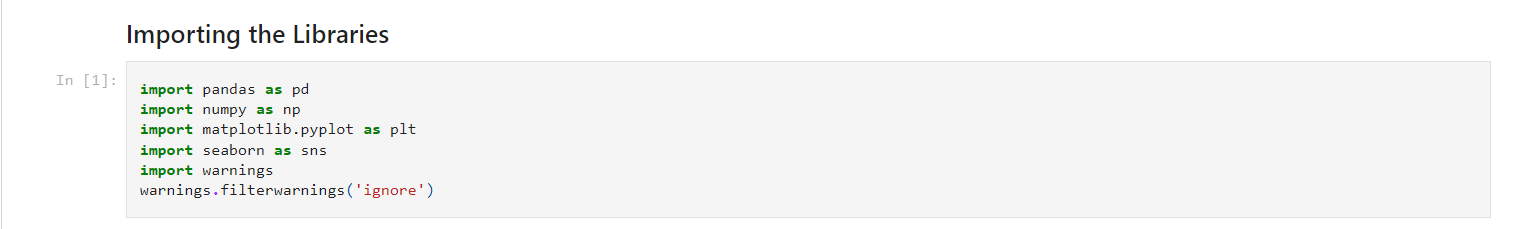 Importing the Libraries
In [1]:
import pandas as pd
import numpy as np
import matplotlib.pyplot as plt
import seaborn as sns
import warnings
warnings.filterwarnings('ignore')